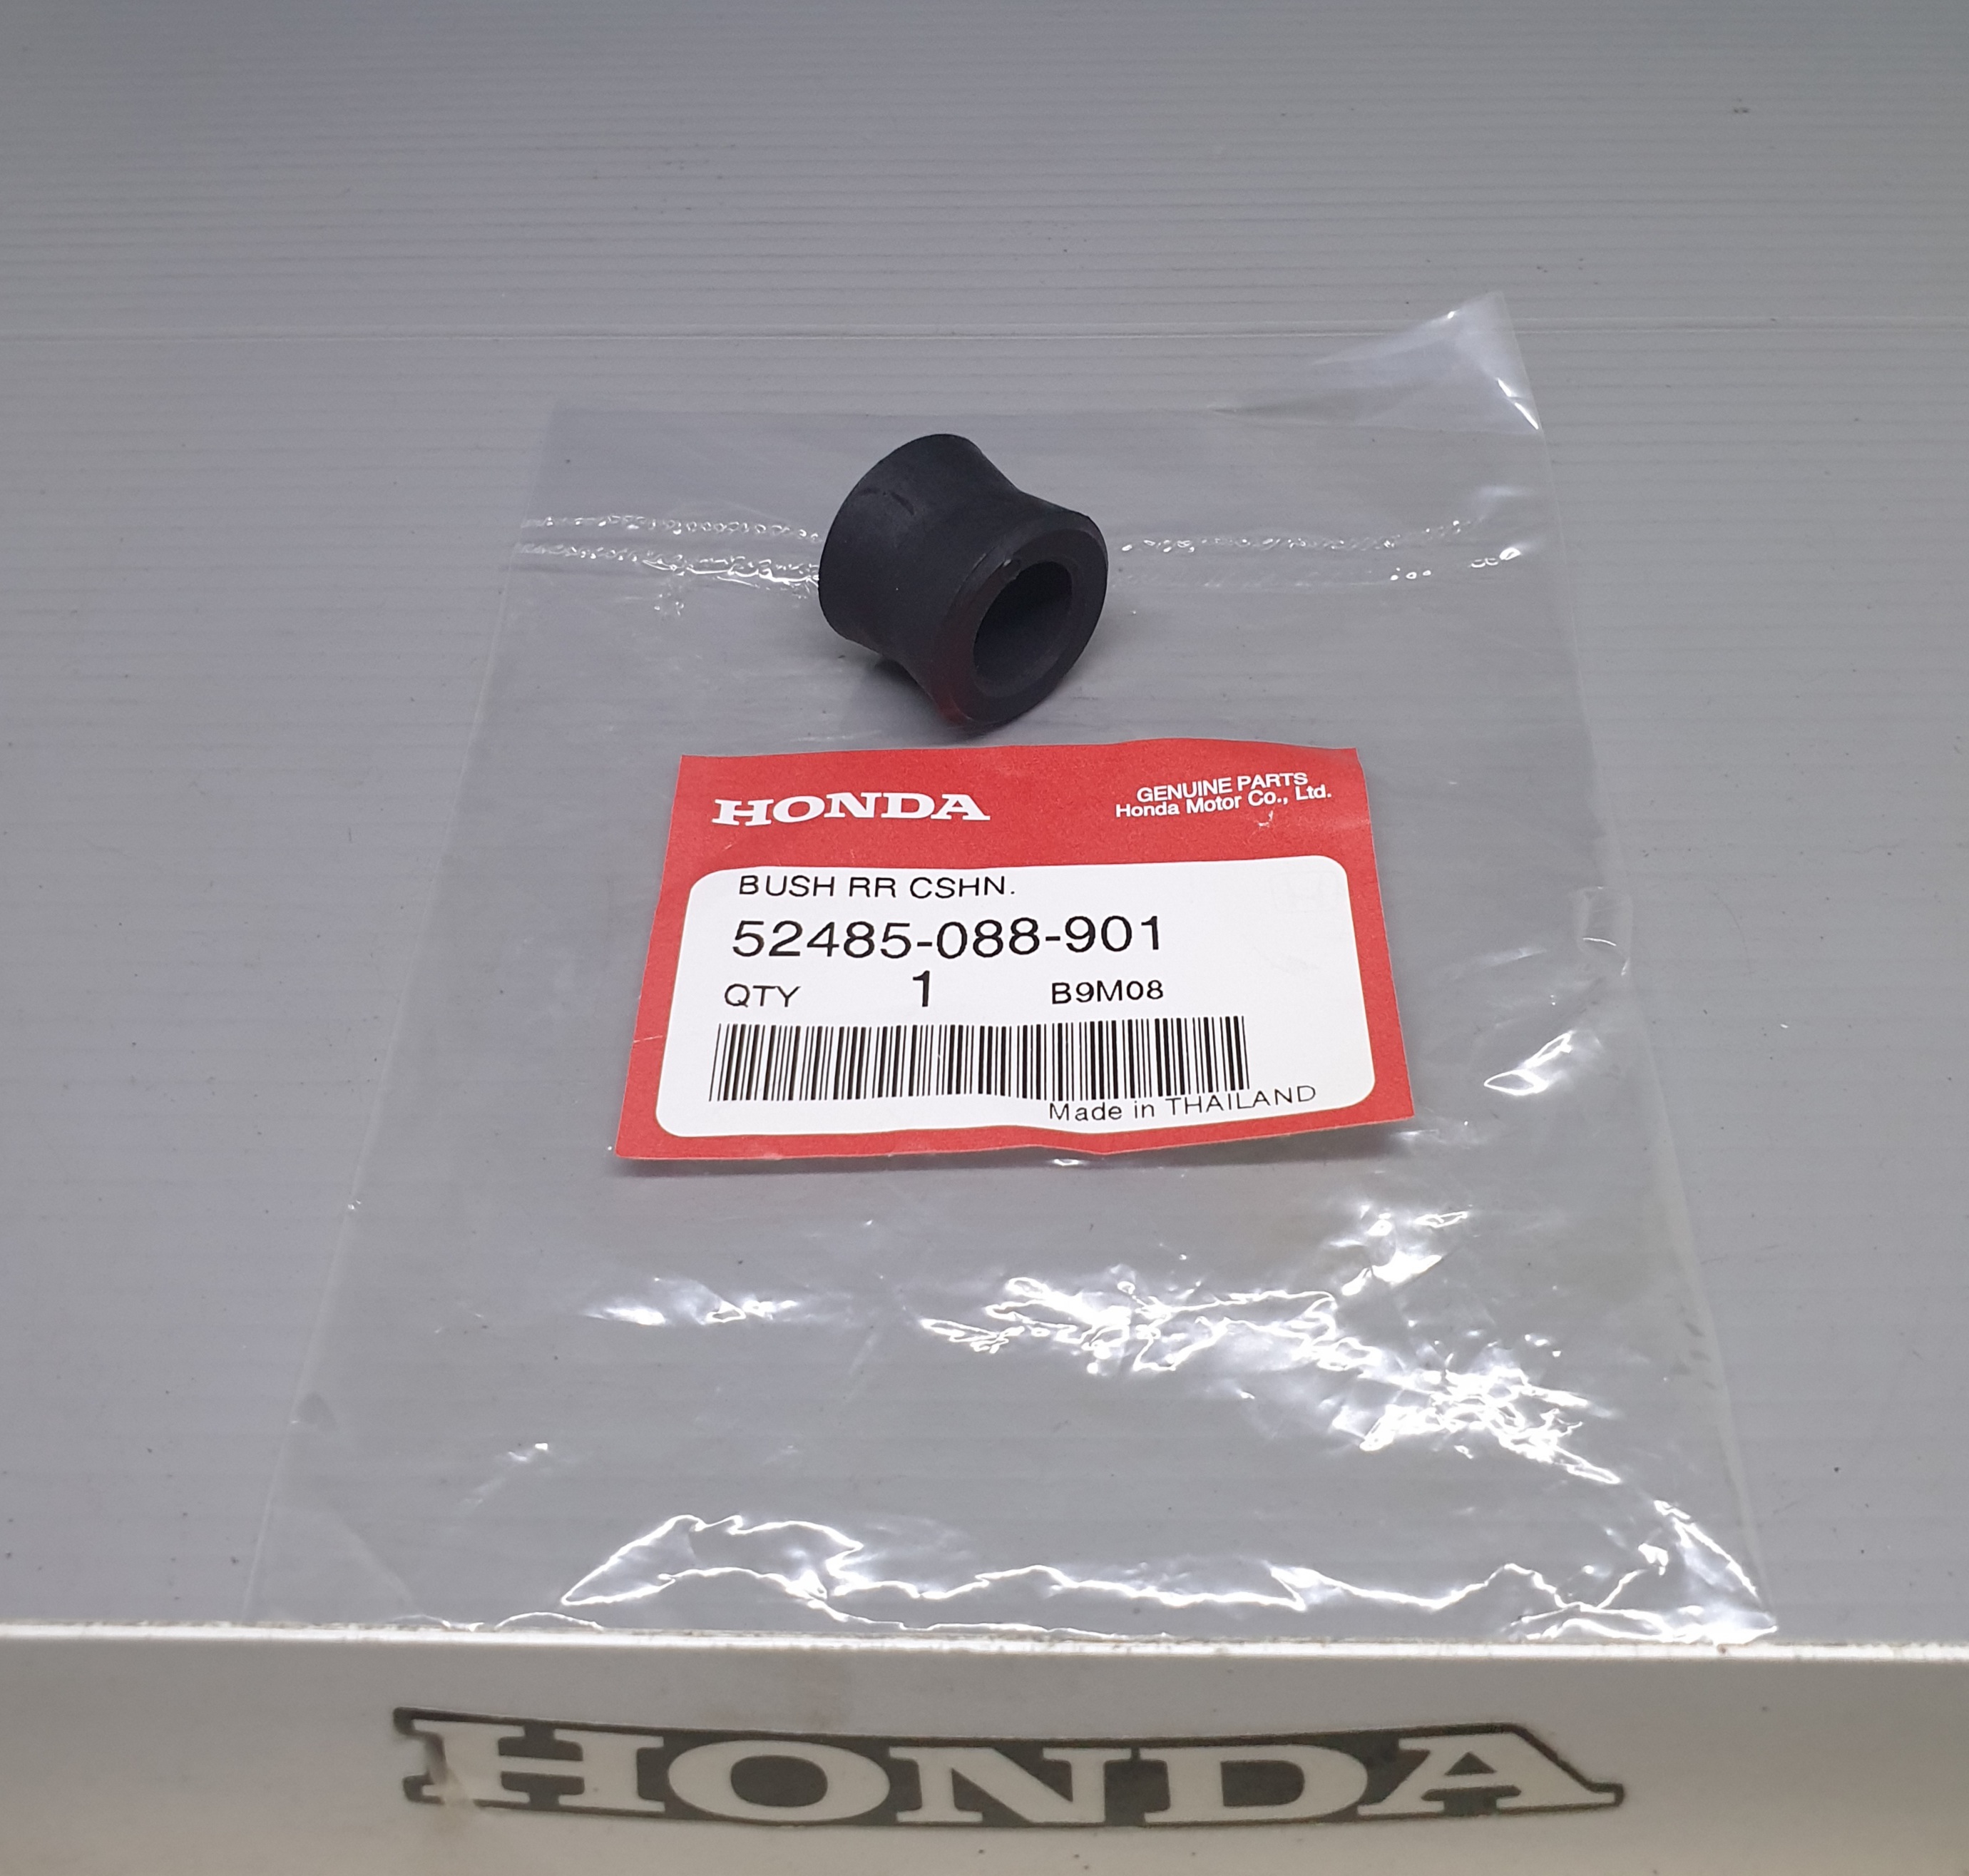 HONDA
GENUINE PARTS
Honda Motor Co., Ltd.
BUSH RR CSHN.
52485-088-901
QTY 1 B9M08
Made in THAILAND
HONDA